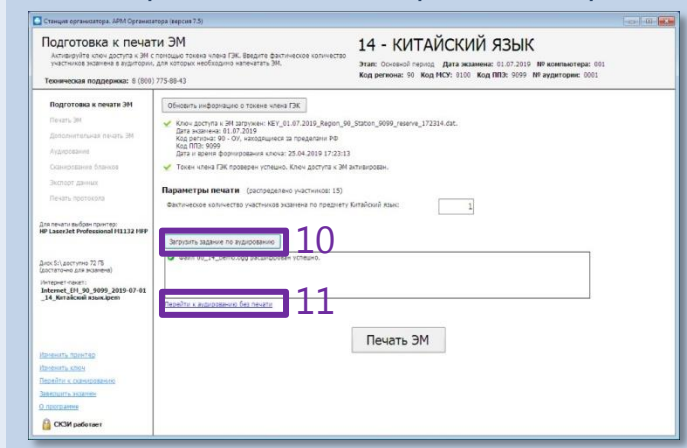 Станция организатора. АРМ Организатора (версия 7.5)
Подготовка к печати ЭМ
Активируйте ключ доступа к ЭМ с помощью токена члена ГЭК. Введите фактическое количество
участников экзамена в аудитории, для которых необходимо напечатать ЭМ.
Техническая поддержка: 8 (800) 775-88-43
14 - КИТАЙСКИЙ ЯЗЫК
Этап: Основной период Дата экзамена: 01.07.2019 № компьютера: 001
Код региона: 90 Код МСУ: 0100 Код ППЭ: 9099 № аудитории: 0001
Подготовка к печати ЭМ
Печать ЭМ
Дополнительная печать ЭМ
Аудирование
Сканирование бланков
Экспорт данных
Печать протокола
Для печати выбран принтер:
HP LaserJet Professional M1132 MFP
Диск S:\ доступно 72 ГБ
(достаточно для экзамена)
Интернет-пакет:
Internet_EM_90_9099_2019-07-01
_14_Китайский язык.ipem
Изменить принтер
Изменить ключ
Перейти к сканированию
Завершить экзамен
О программе
СКЗИ работает
Обновить информацию о токене члена ГЭК
Ключ доступа к ЭМ загружен: KEY_01.07.2019_Region_90_Station_9099_reserve_172314.dat.
Дата экзамена: 01.07.2019
Код региона: 90 - ОУ, находящиеся за пределами РФ
Код ППЭ: 9099
Дата и время формирования ключа: 25.04.2019 17:23:13
Токен члена ГЭК проверен успешно. Ключ доступа к ЭМ активирован.
Параметры печати (распределено участников: 15)
Фактическое количество участников экзамена по предмету Китайский язык: 1
Загрузить задание по аудированию 10
Файл 90_14_demo.ogg расшифрован успешно.
Перейти к аудированию без печати 11
Печать ЭМ